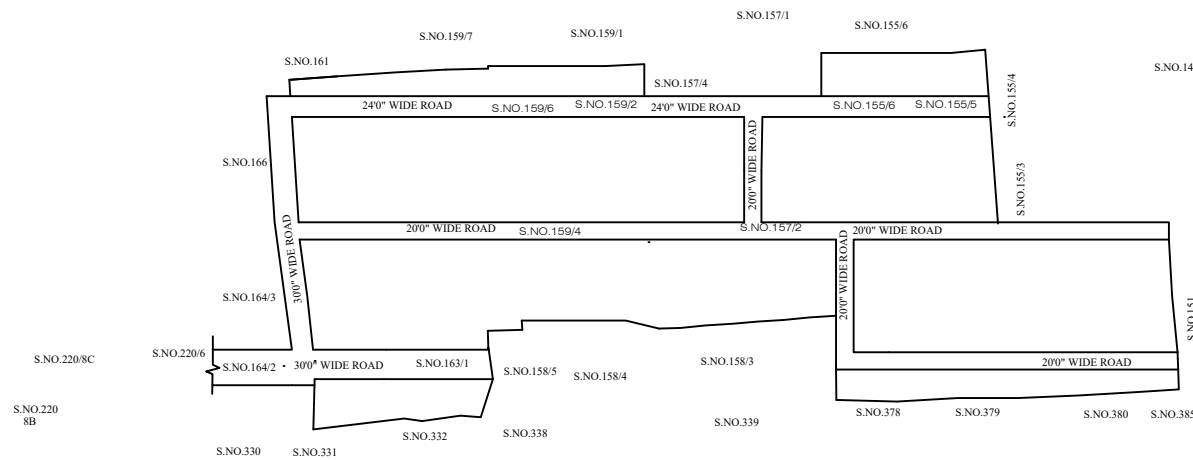 S.NO.157/1
S.NO.155/6
S.NO.159/7
S.NO.159/1
S.NO.161
S.NO.157/4
S.NO.155/4
S.NO.14
24'0" WIDE ROAD
S.NO.159/6
S.NO.159/2
24'0" WIDE ROAD
S.NO.155/6
S.NO.155/5
S.NO.166
20'0" WIDE ROAD
S.NO.155/3
20'0" WIDE ROAD
S.NO.159/4
S.NO.157/2
20'0" WIDE ROAD
30'0" WIDE ROAD
20'0" WIDE ROAD
S.NO.164/3
S.NO.151
S.NO.220/8C
S.NO.220/6
S.NO.164/2
30'0" WIDE ROAD
S.NO.163/1
S.NO.158/5
S.NO.158/4
S.NO.158/3
20'0" WIDE ROAD
S.NO.220
8B
S.NO.378
S.NO.379
S.NO.380
S.NO.385
S.NO.332
S.NO.338
S.NO.339
S.NO.330
S.NO.331